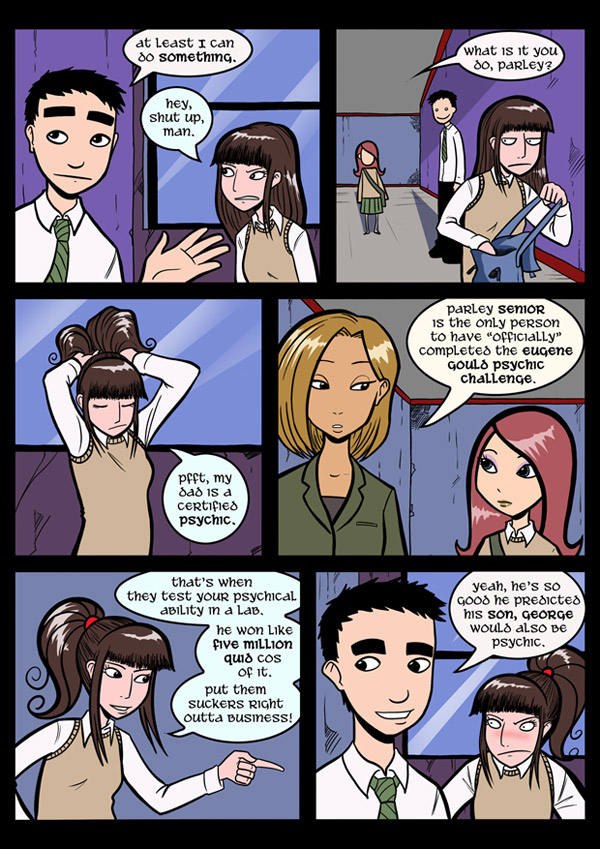 at least I can
do something.
hey,
shut up,
man.
what is it you
do, parley?
pfft, my
dad is a
certified
psychic.
parley senior
is the only person
to have "officially"
completed the eugene
gould psychic
challenge.
that's when
they test your psychical
ability in a lab.
he won like
five million
quid cos
of it.
put them
suckers right
outta business!
yeah, he's so
good he predicted
his son, george
would also be
psychic.